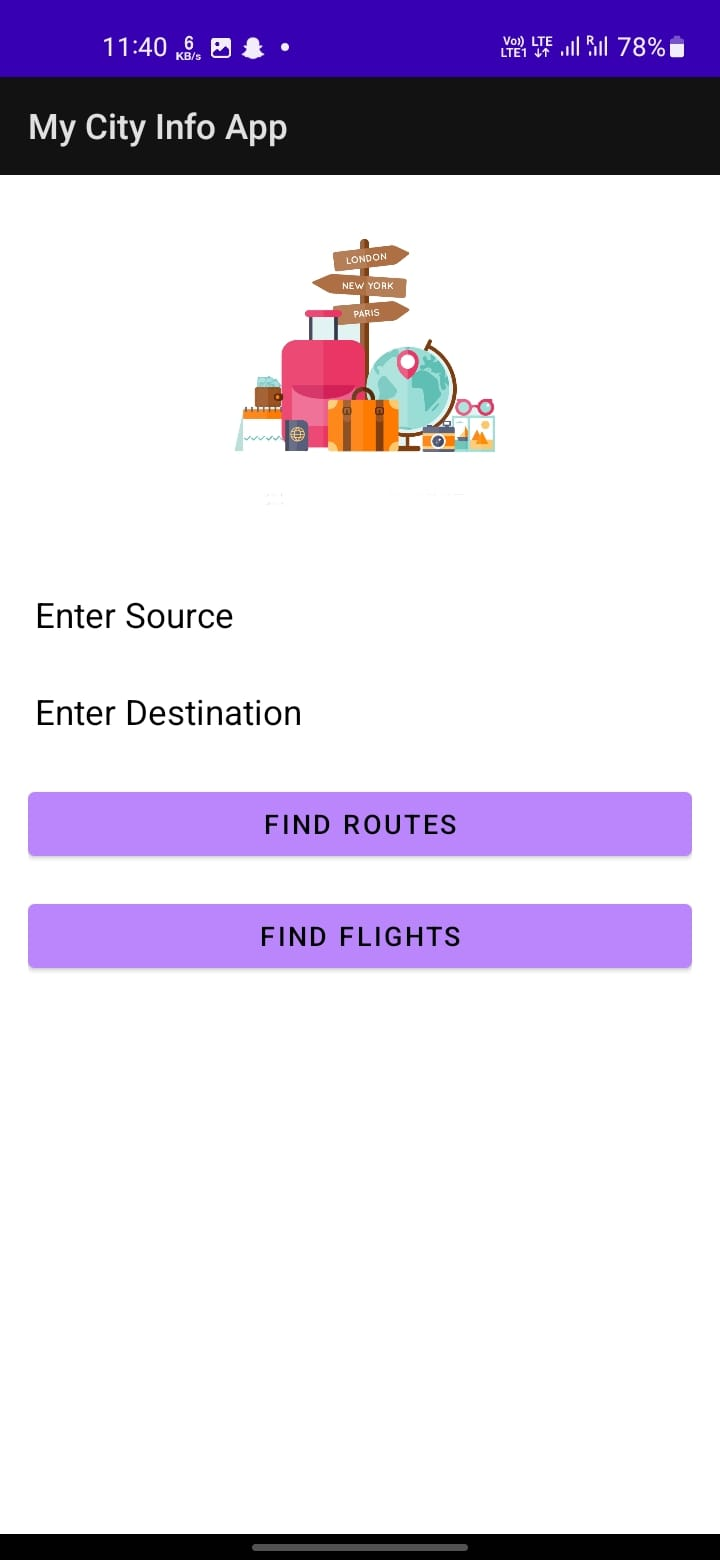 11:40 6 KB/s Vo)) LTE1 LTE R 78%
My City Info App
LONDON
NEW YORK
PARIS
Enter Source
Enter Destination
FIND ROUTES
FIND FLIGHTS